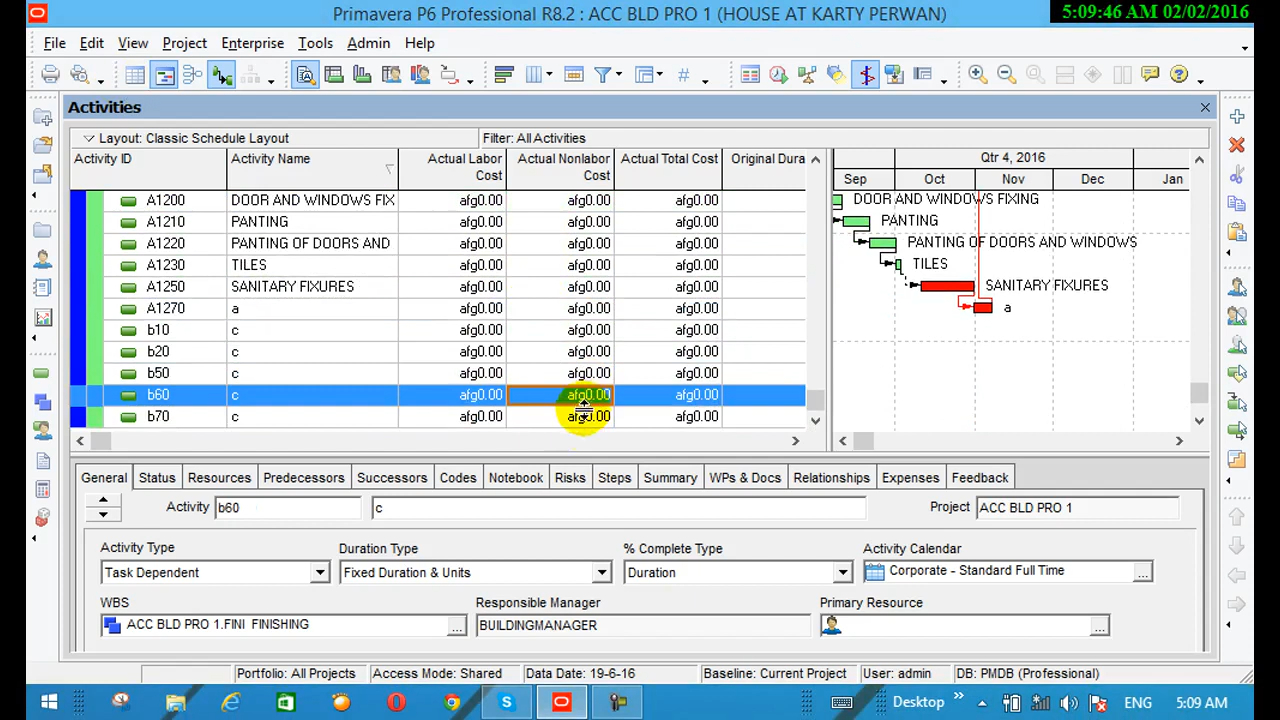 Primavera P6 Professional R8.2 : ACC BLD PRO 1 (HOUSE AT KARTY PERWAN)
5:09:46 AM 02/02/2016
File Edit View Project Enterprise Tools Admin Help
Activities
Layout: Classic Schedule Layout Filter: All Activities
Activity ID Activity Name Actual Labor Cost Actual Nonlabor Cost Actual Total Cost Original Dura
Qtr 4, 2016
Sep Oct Nov Dec Jan
A1200 DOOR AND WINDOWS FIX afg0.00 afg0.00 afg0.00 DOOR AND WINDOWS FIXING
A1210 PANTING afg0.00 afg0.00 afg0.00 PANTING
A1220 PANTING OF DOORS AND afg0.00 afg0.00 afg0.00 PANTING OF DOORS AND WINDOWS
A1230 TILES afg0.00 afg0.00 afg0.00 TILES
A1250 SANITARY FIXURES afg0.00 afg0.00 afg0.00 SANITARY FIXURES
A1270 a afg0.00 afg0.00 afg0.00 a
b10 c afg0.00 afg0.00 afg0.00
b20 c afg0.00 afg0.00 afg0.00
b50 c afg0.00 afg0.00 afg0.00
b60 c afg0.00 afg0.00 afg0.00
b70 c afg0.00 afg0.00 afg0.00
General Status Resources Predecessors Successors Codes Notebook Risks Steps Summary WPs & Docs Relationships Expenses Feedback
Activity b60 c Project ACC BLD PRO 1
Activity Type Duration Type % Complete Type Activity Calendar
Task Dependent Fixed Duration & Units Duration Corporate - Standard Full Time ...
WBS Responsible Manager Primary Resource
ACC BLD PRO 1.FINI FINISHING ... BUILDINGMANAGER ...
Portfolio: All Projects Access Mode: Shared Data Date: 19-6-16 Baseline: Current Project User: admin DB: PMDB (Professional)
Desktop » ENG 5:09 AM